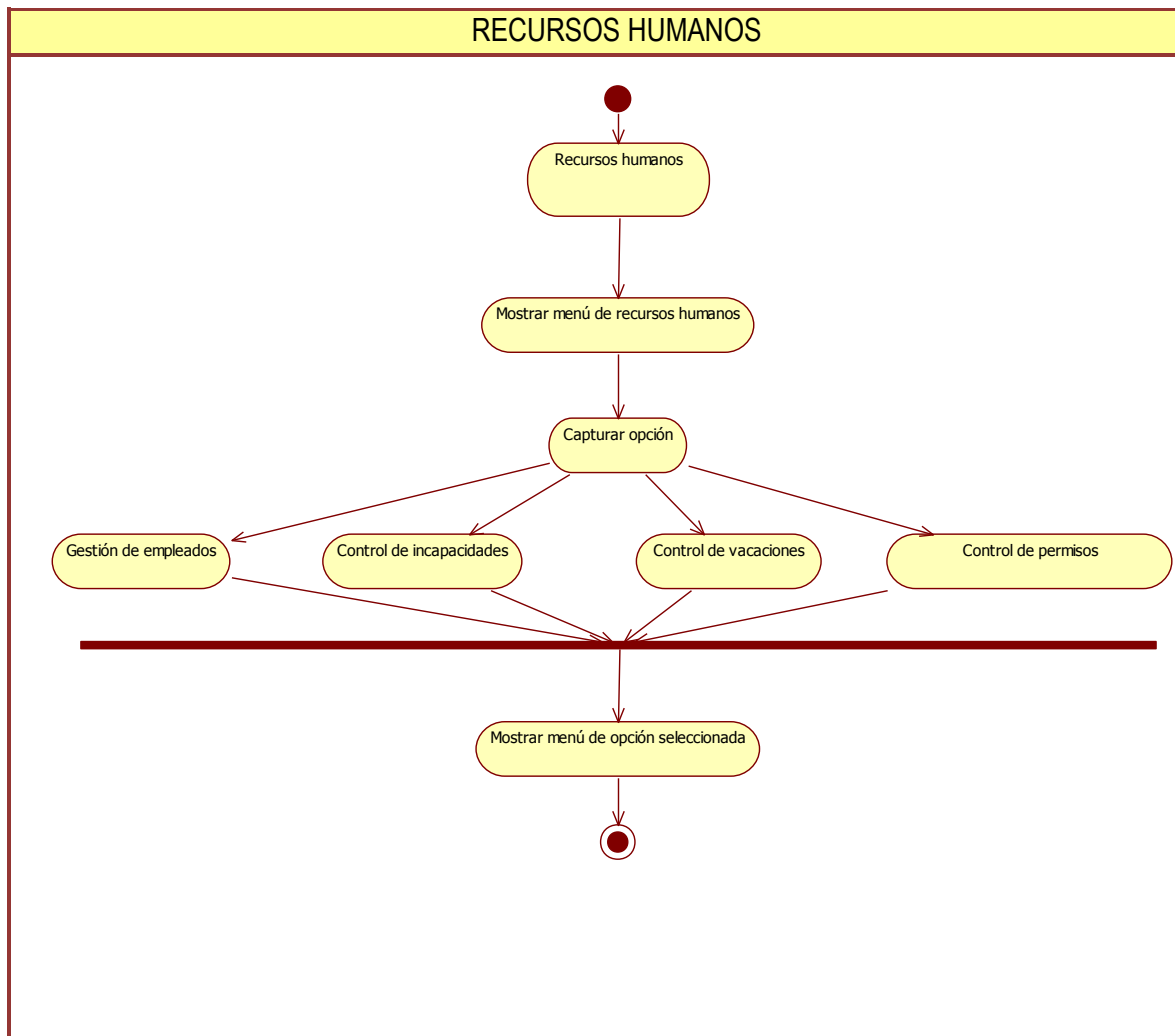 RECURSOS HUMANOS
Recursos humanos
Mostrar menú de recursos humanos
Capturar opción
Gestión de empleados
Control de incapacidades
Control de vacaciones
Control de permisos
Mostrar menú de opción seleccionada